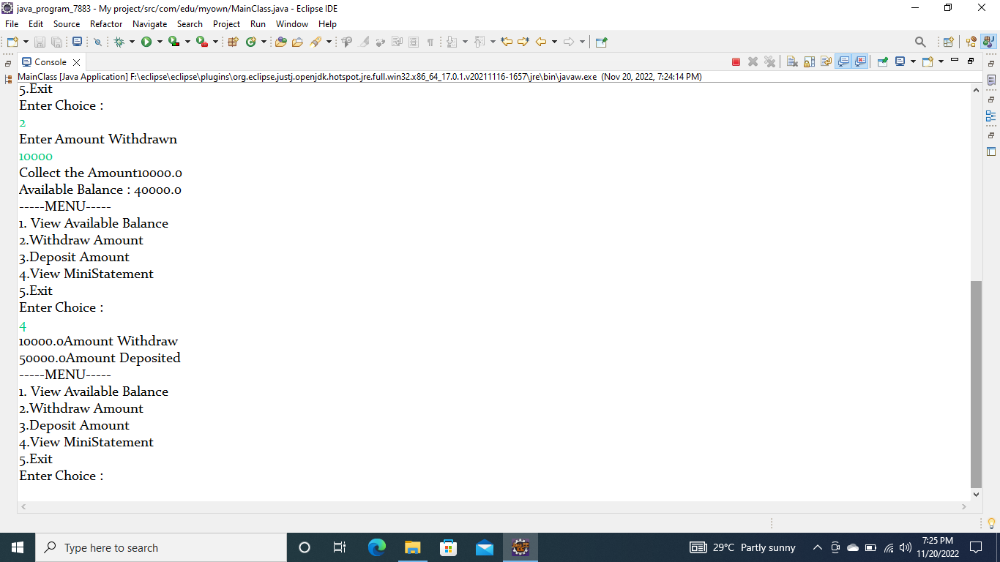 java_program_7883 - My project/src/com/edu/myown/MainClass.java - Eclipse IDE
File Edit Source Refactor Navigate Search Project Run Window Help
Console
MainClass [Java Application] F:\eclipse\eclipse\plugins\org.eclipse.justj.openjdk.hotspot.jre.full.win32.x86_64_17.0.1.v20211116-1657\jre\bin\javaw.exe (Nov 20, 2022, 7:24:14 PM)
5.Exit
Enter Choice :
2
Enter Amount Withdrawn
10000
Collect the Amount10000.0
Available Balance : 40000.0
-----MENU-----
1. View Available Balance
2.Withdraw Amount
3.Deposit Amount
4.View MiniStatement
5.Exit
Enter Choice :
4
10000.0Amount Withdraw
50000.0Amount Deposited
-----MENU-----
1. View Available Balance
2.Withdraw Amount
3.Deposit Amount
4.View MiniStatement
5.Exit
Enter Choice :
Type here to search
29°C Partly sunny
7:25 PM
11/20/2022